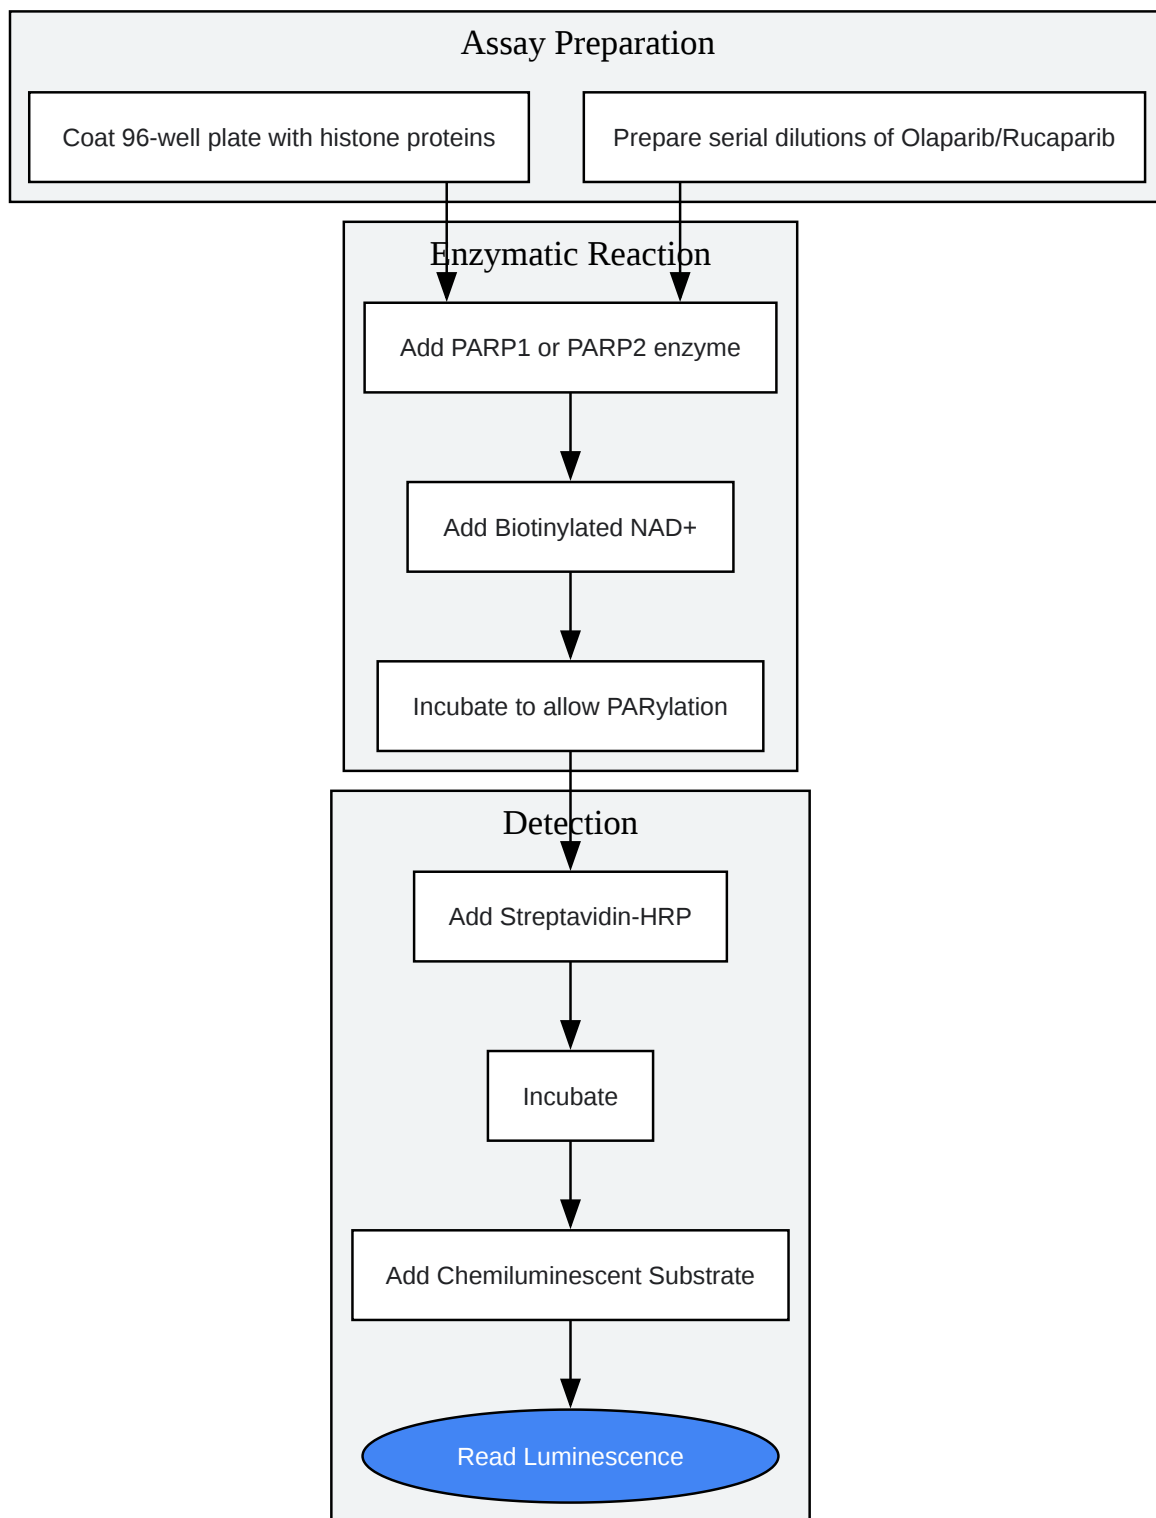 Assay Preparation
Coat 96-well plate with histone proteins
Prepare serial dilutions of Olaparib/Rucaparib
Enzymatic Reaction
Add PARP1 or PARP2 enzyme
Add Biotinylated NAD+
Incubate to allow PARylation
Detection
Add Streptavidin-HRP
Incubate
Add Chemiluminescent Substrate
Read Luminescence